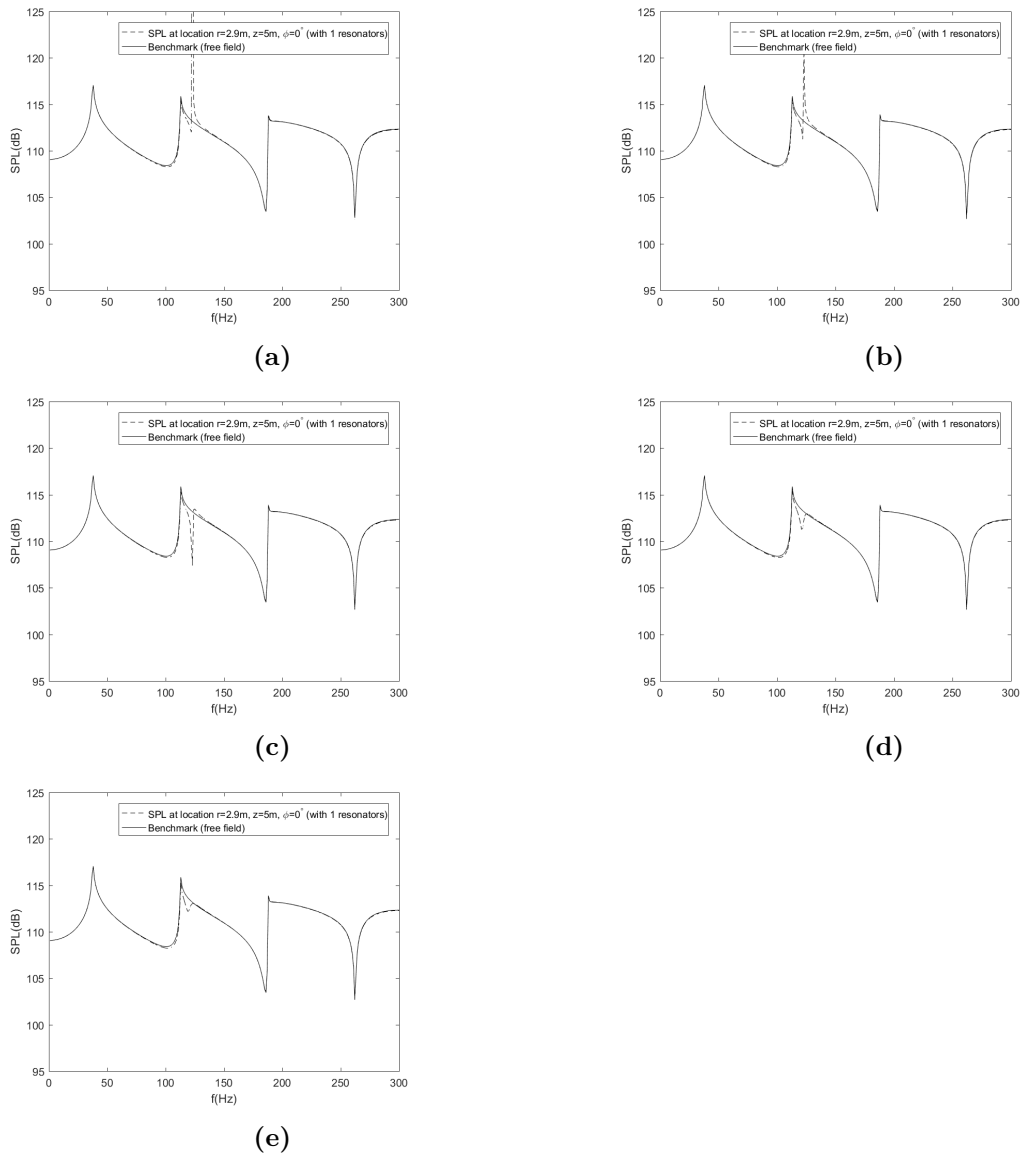 125
SPL at location r=2.9m, z=5m, ϕ=0° (with 1 resonators)
Benchmark (free field)
120
115
110
105
100
95
SPL(dB)
0 50 100 150 200 250 300
f(Hz)
(a)
125
SPL at location r=2.9m, z=5m, ϕ=0° (with 1 resonators)
Benchmark (free field)
120
115
110
105
100
95
SPL(dB)
0 50 100 150 200 250 300
f(Hz)
(b)
125
SPL at location r=2.9m, z=5m, ϕ=0° (with 1 resonators)
Benchmark (free field)
120
115
110
105
100
95
SPL(dB)
0 50 100 150 200 250 300
f(Hz)
(c)
125
SPL at location r=2.9m, z=5m, ϕ=0° (with 1 resonators)
Benchmark (free field)
120
115
110
105
100
95
SPL(dB)
0 50 100 150 200 250 300
f(Hz)
(d)
125
SPL at location r=2.9m, z=5m, ϕ=0° (with 1 resonators)
Benchmark (free field)
120
115
110
105
100
95
SPL(dB)
0 50 100 150 200 250 300
f(Hz)
(e)